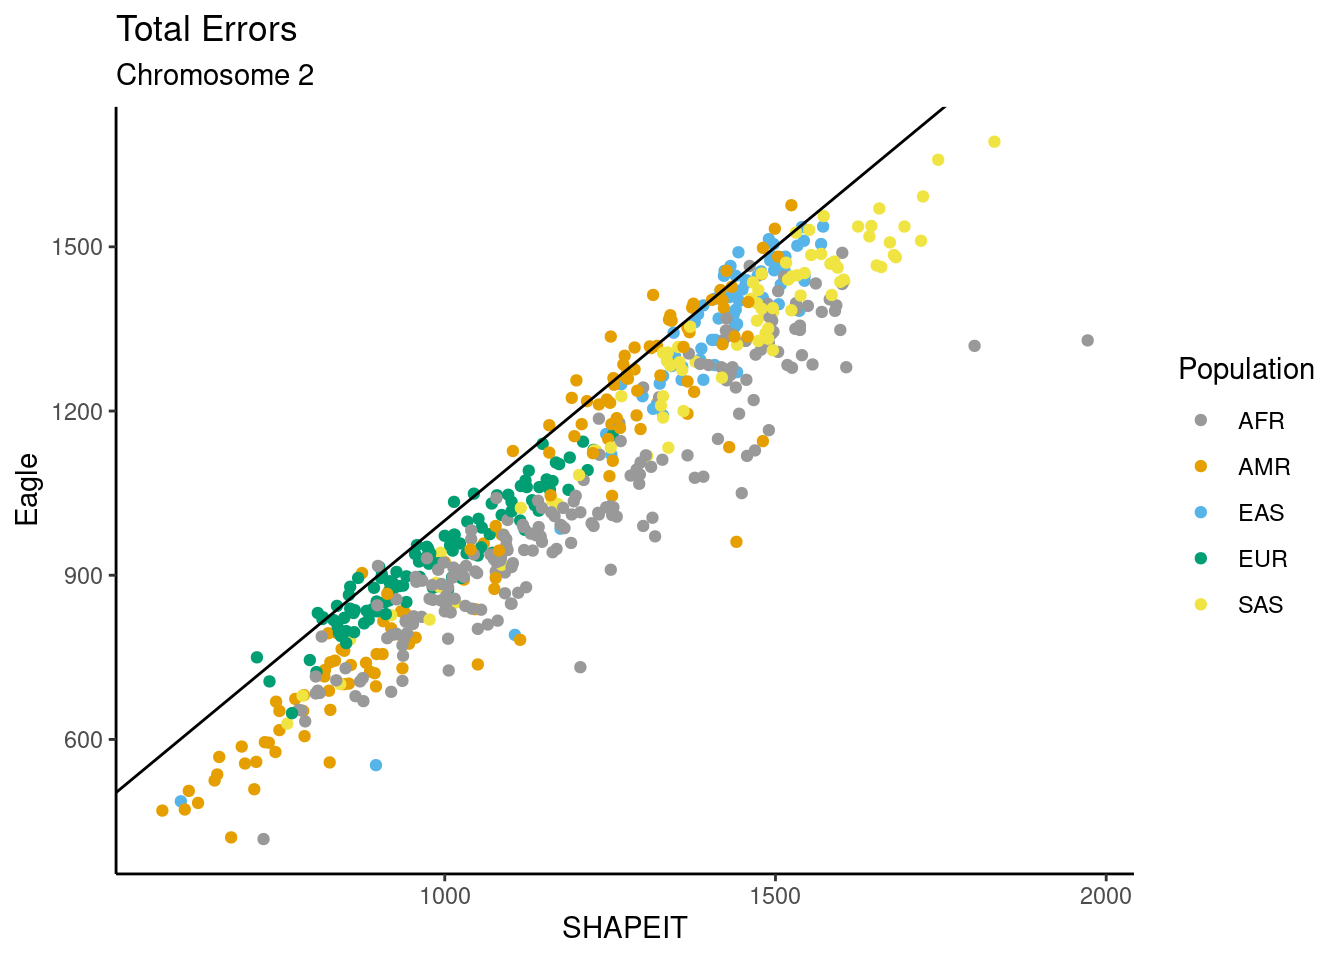 Total Errors
Chromosome 2
Eagle
1500
1200
900
600
1000
1500
2000
SHAPEIT
Population
AFR
AMR
EAS
EUR
SAS